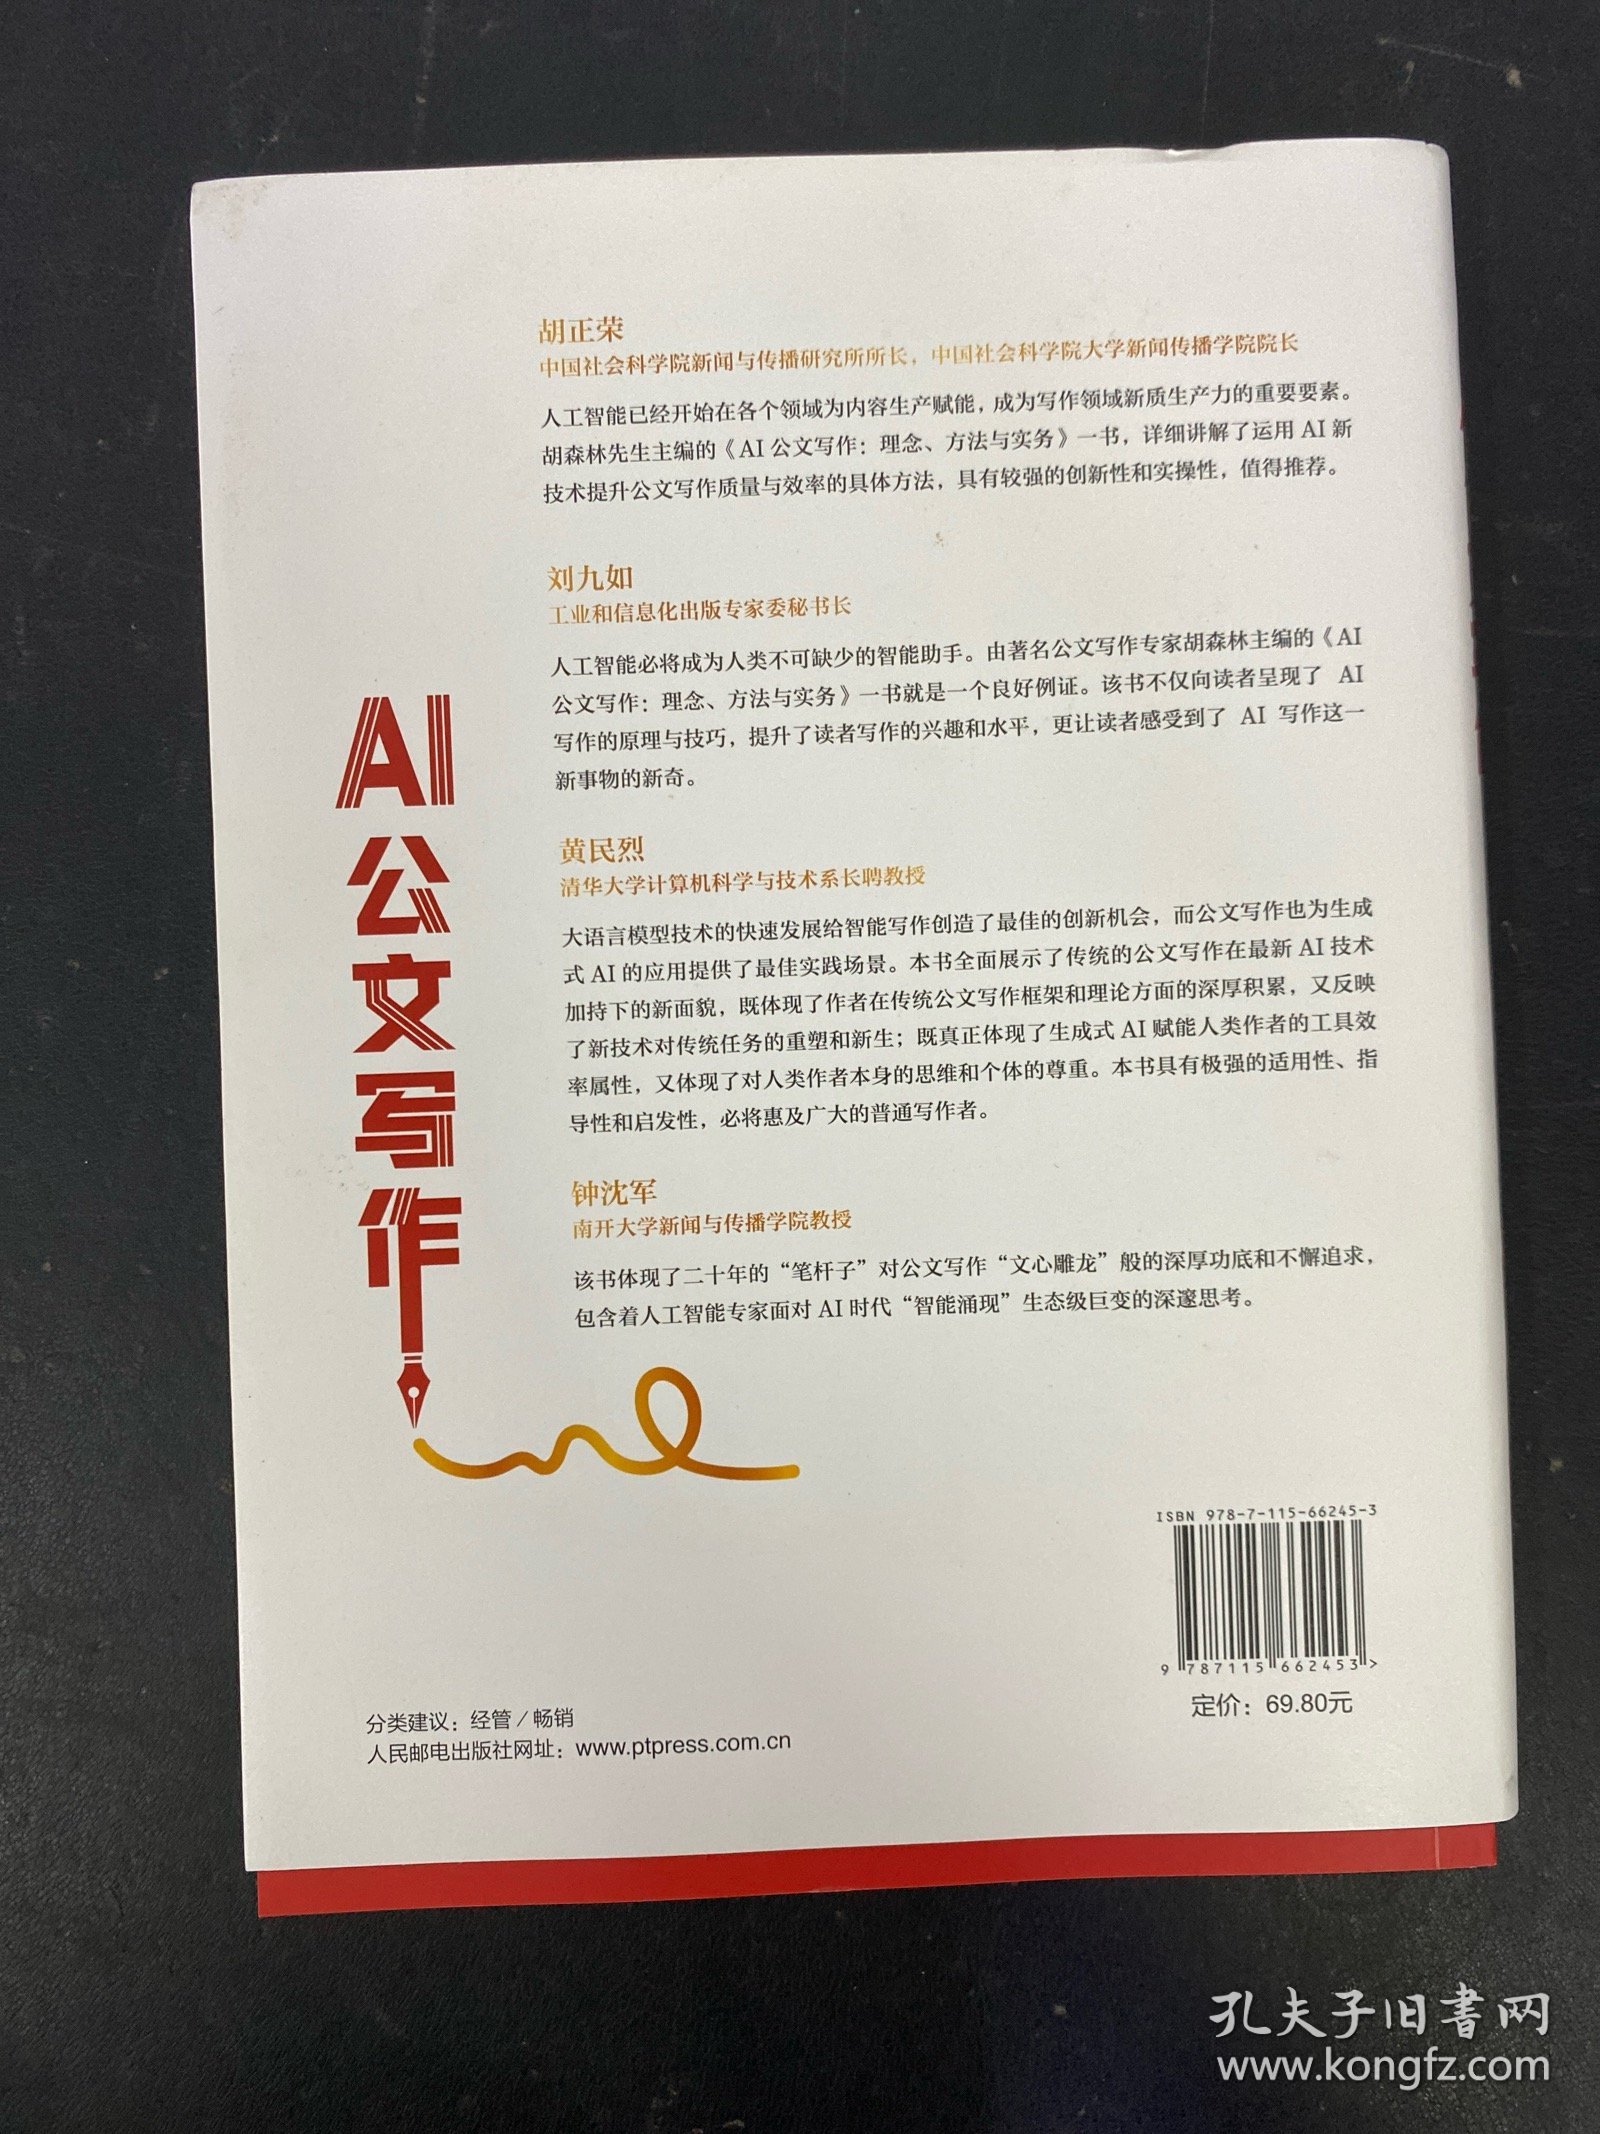 胡正荣
中国社会科学院新闻与传播研究所所长，中国社会科学院大学新闻传播学院院长
人工智能已经开始在各个领域为内容生产赋能，成为写作领域新质生产力的重要要素。
胡森林先生主编的《AI公文写作：理念、方法与实务》一书，详细讲解了运用AI新
技术提升公文写作质量与效率的具体方法，具有较强的创新性和实操性，值得推荐。
刘九如
工业和信息化出版专家委秘书长
人工智能必将成为人类不可缺少的智能助手。由著名公文写作专家胡森林主编的《AI
公文写作：理念、方法与实务》一书就是一个良好例证。该书不仅向读者呈现了 AI
写作的原理与技巧，提升了读者写作的兴趣和水平，更让读者感受到了 AI 写作这一
新事物的新奇。
黄民烈
清华大学计算机科学与技术系长聘教授
大语言模型技术的快速发展给智能写作创造了最佳的创新机会，而公文写作也为生成
式AI的应用提供了最佳实践场景。本书全面展示了传统的公文写作在最新AI技术
加持下的新面貌，既体现了作者在传统公文写作框架和理论方面的深厚积累，又反映
了新技术对传统任务的重塑和新生；既真正体现了生成式AI赋能人类作者的工具效
率属性，又体现了对人类作者本身的思维和个体的尊重。本书具有极强的适用性、指
导性和启发性，必将惠及广大的普通写作者。
钟沈军
南开大学新闻与传播学院教授
该书体现了二十年的“笔杆子”对公文写作“文心雕龙”般的深厚功底和不懈追求，
包含着人工智能专家面对AI时代“智能涌现”生态级巨变的深邃思考。
AI公文写作
ISBN 978-7-115-66245-3
9 787115 662453 >
定价：69.80元
分类建议：经管／畅销
人民邮电出版社网址：www.ptpress.com.cn
孔夫子旧书网
www.kongfz.com